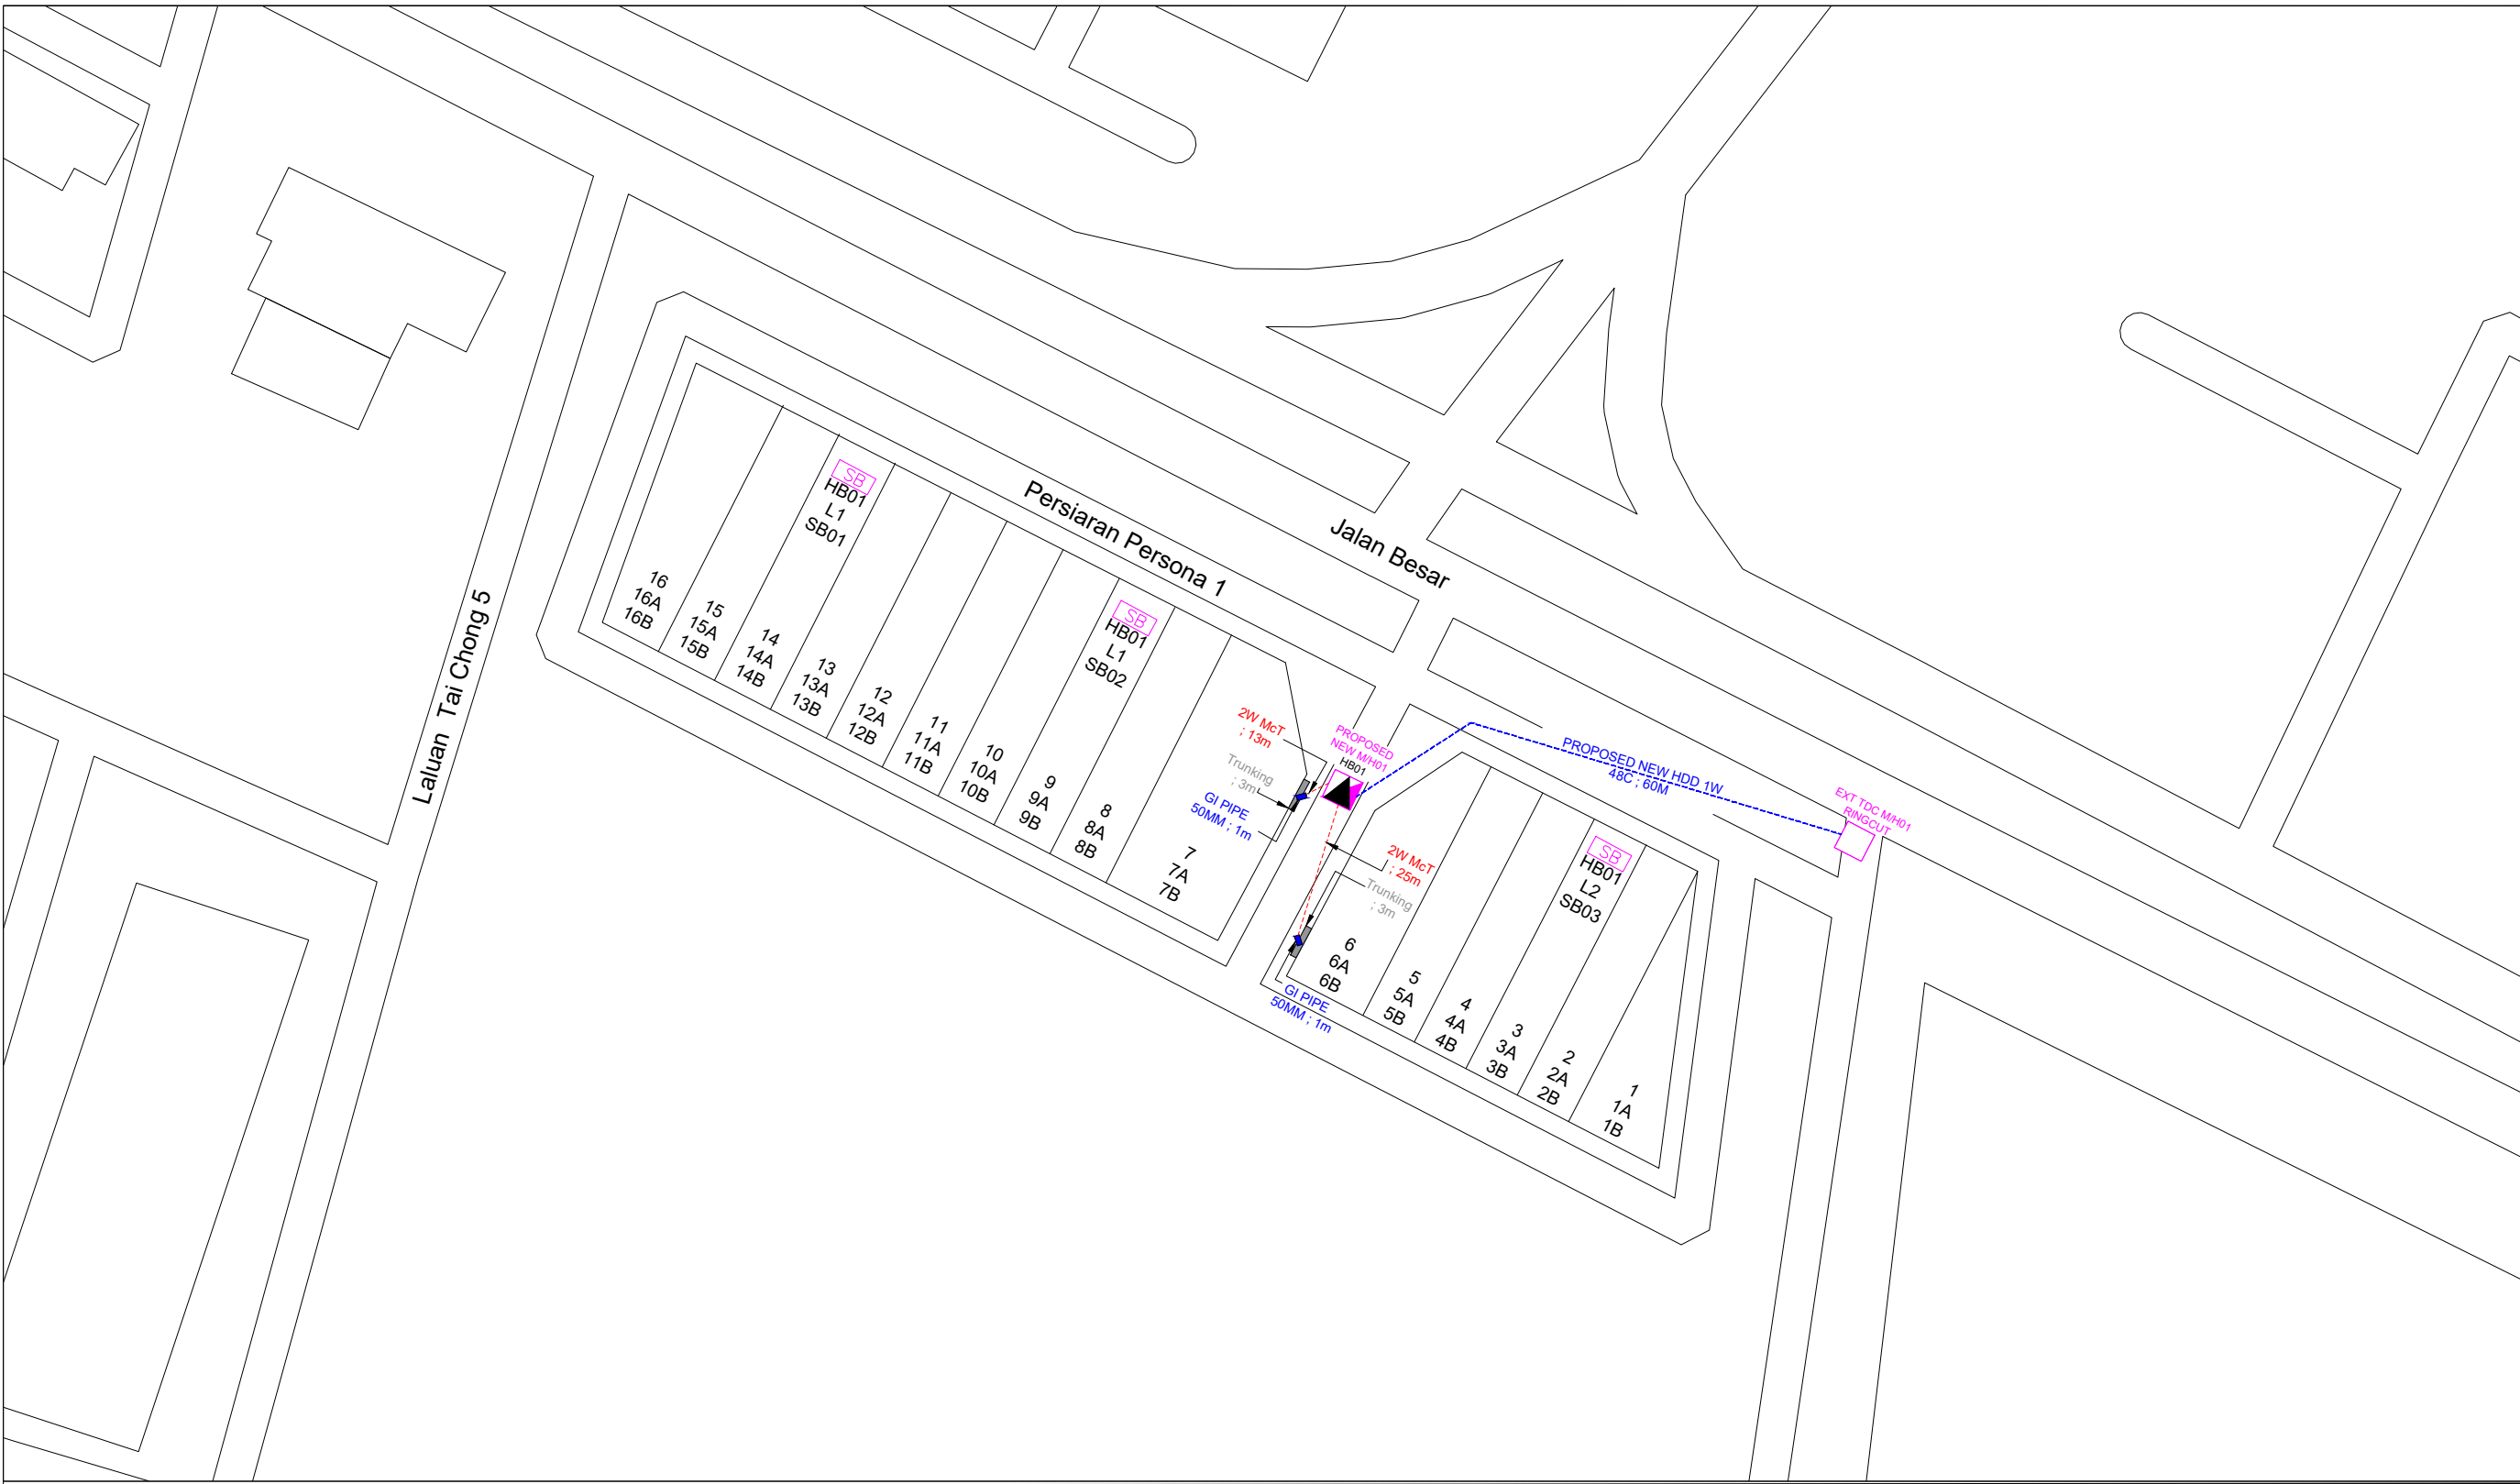 SB
HB01
L1
SB01
Persiaran Persona 1
Jalan Besar
Laluan Tai Chong 5
SB
HB01
L1
SB02
16
16A
16B
15
15A
15B
14
14A
14B
13
13A
13B
12
12A
12B
11
11A
11B
10
10A
10B
9
9A
9B
8
8A
8B
7
7A
7B
2W McT
; 13m
Trunking
; 3m
GI PIPE
50MM ; 1m
PROPOSED
NEW M/H01
HB01
PROPOSED NEW HDD 1W
48C ; 60M
EXT TDC M/H01
RINGCUT
2W McT
; 25m
Trunking
; 3m
GI PIPE
50MM ; 1m
SB
HB01
L2
SB03
6
6A
6B
5
5A
5B
4
4A
4B
3
3A
3B
2
2A
2B
1
1A
1B